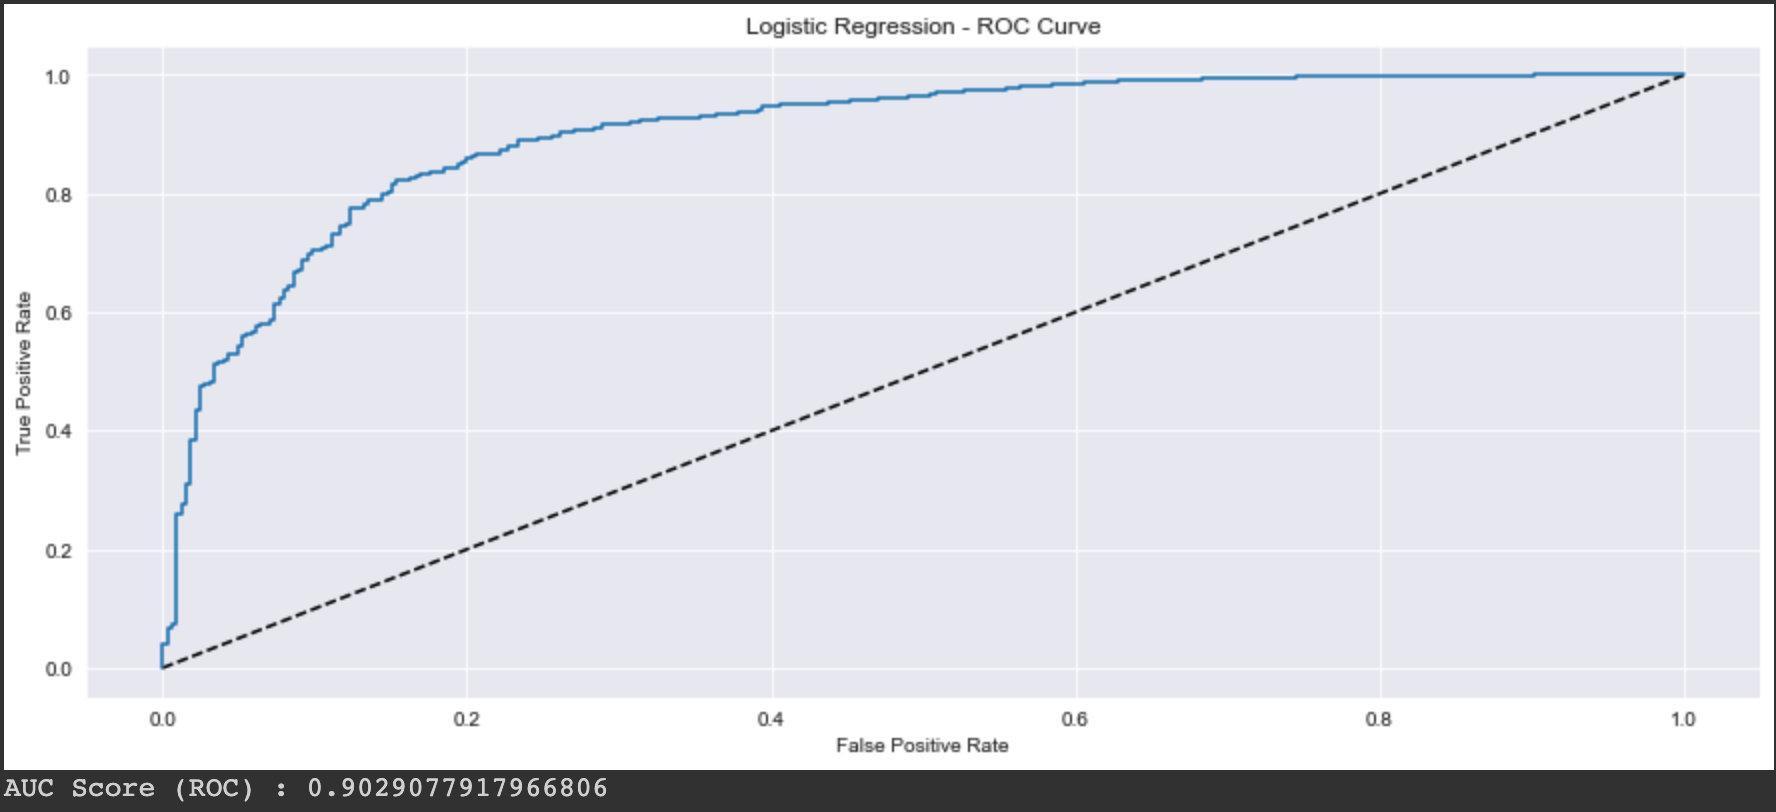 Logistic Regression - ROC Curve
True Positive Rate
1.0
0.8
0.6
0.4
0.2
0.0
0.0 0.2 0.4 0.6 0.8 1.0
False Positive Rate
AUC Score (ROC) : 0.9029077917966806